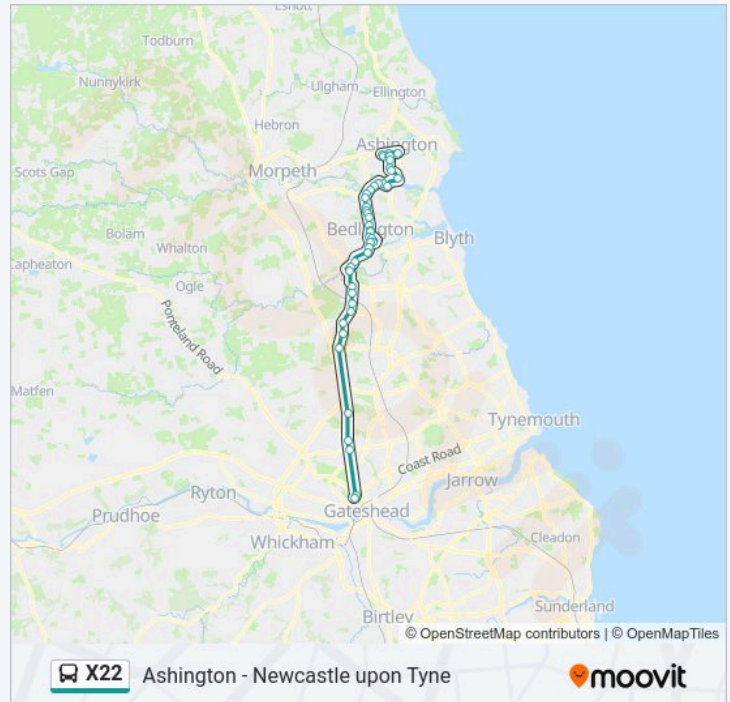 Eshott
Todburn
Nunnykirk
Ulgham
Ellington
Hebron
Ashington
Morpeth
Scots Gap
Bedlington
Bolam
Whalton
Blyth
Capheaton
Ogle
Ponteland Road
Matfen
Tynemouth
Coast Road
Jarrow
Ryton
Prudhoe
Gateshead
Whickham
Cleadon
Sunderland
Birtley
© OpenStreetMap contributors | © OpenMapTiles
X22 Ashington - Newcastle upon Tyne
moovit